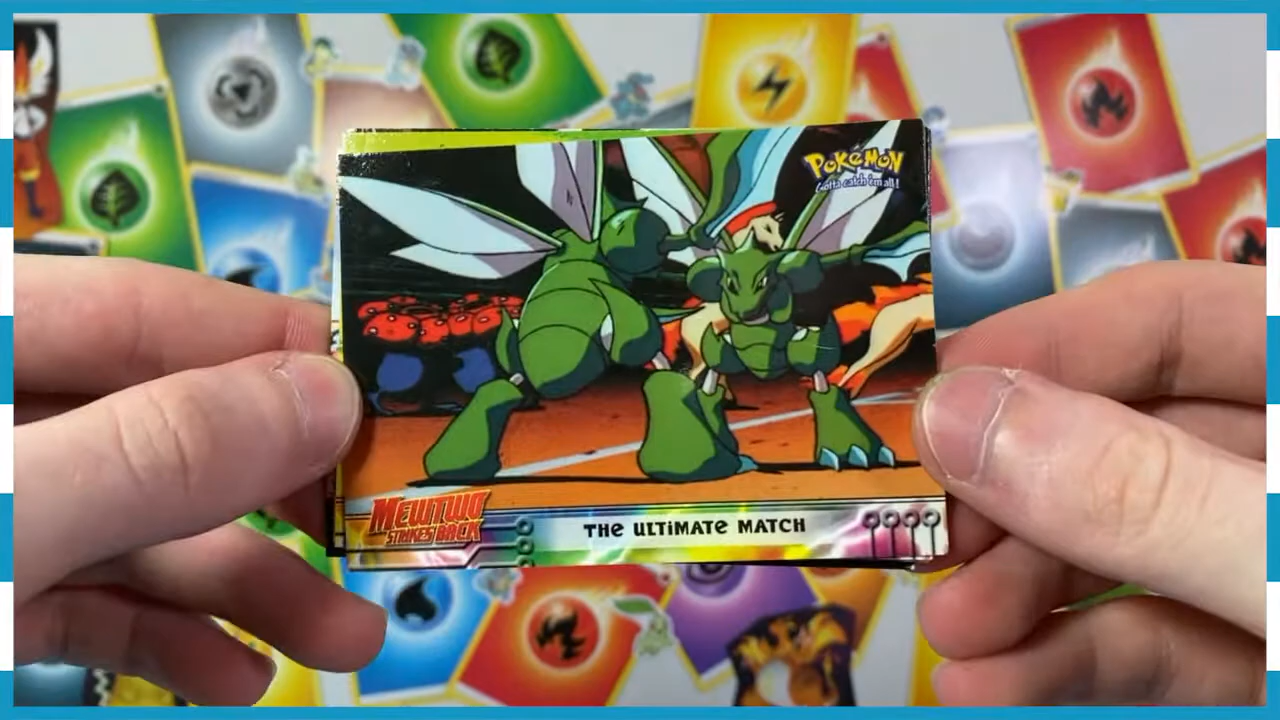 POKéMON
Gotta catch 'em all!
MEWTWO
STRIKES BACK
THE ULTIMATE MATCH